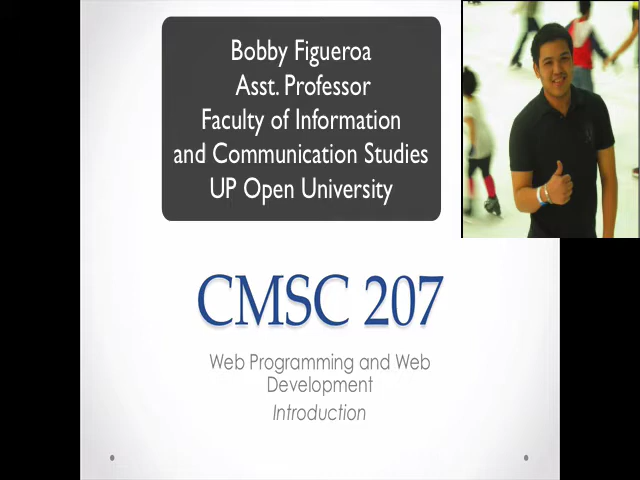 Bobby Figueroa
Asst. Professor
Faculty of Information
and Communication Studies
UP Open University
CMSC 207
Web Programming and Web
Development
Introduction